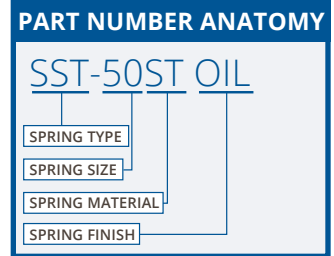 PART NUMBER ANATOMY
SST-50ST OIL
SPRING TYPE
SPRING SIZE
SPRING MATERIAL
SPRING FINISH